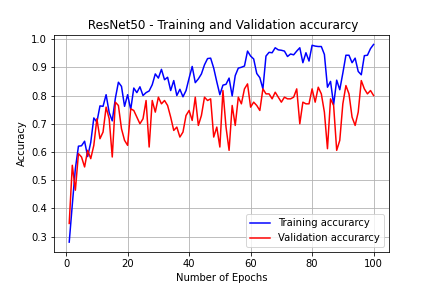 ResNet50 - Training and Validation accurarcy
1.0
0.9
0.8
0.7
0.6
0.5
0.4
0.3
Accuracy
0 20 40 60 80 100
Number of Epochs
Training accurarcy
Validation accurarcy